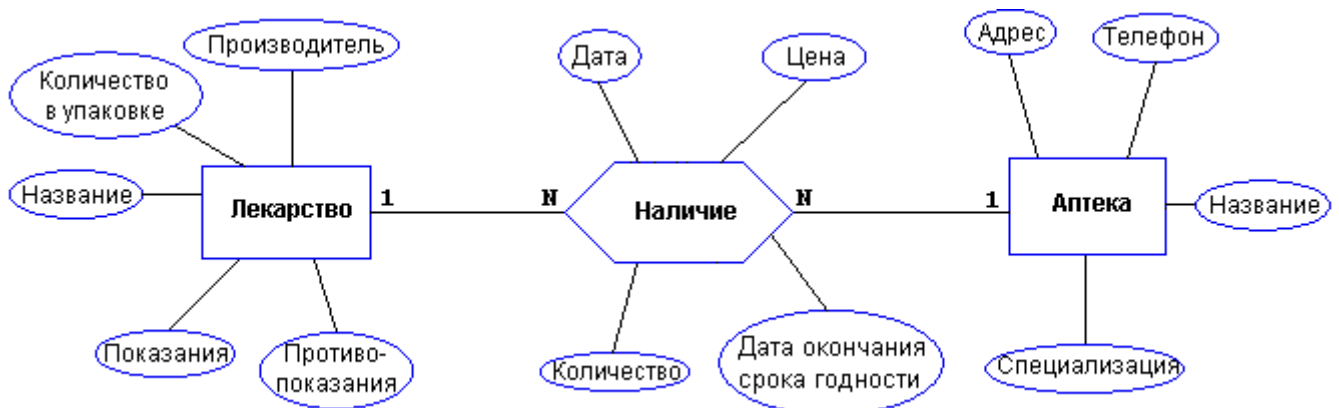 Производитель
Количество
в упаковке
Название
Лекарство
Показания
Противо-
показания
1
N
Дата
Цена
Наличие
Количество
Дата окончания
срока годности
N
1
Адрес
Телефон
Аптека
Название
Специализация